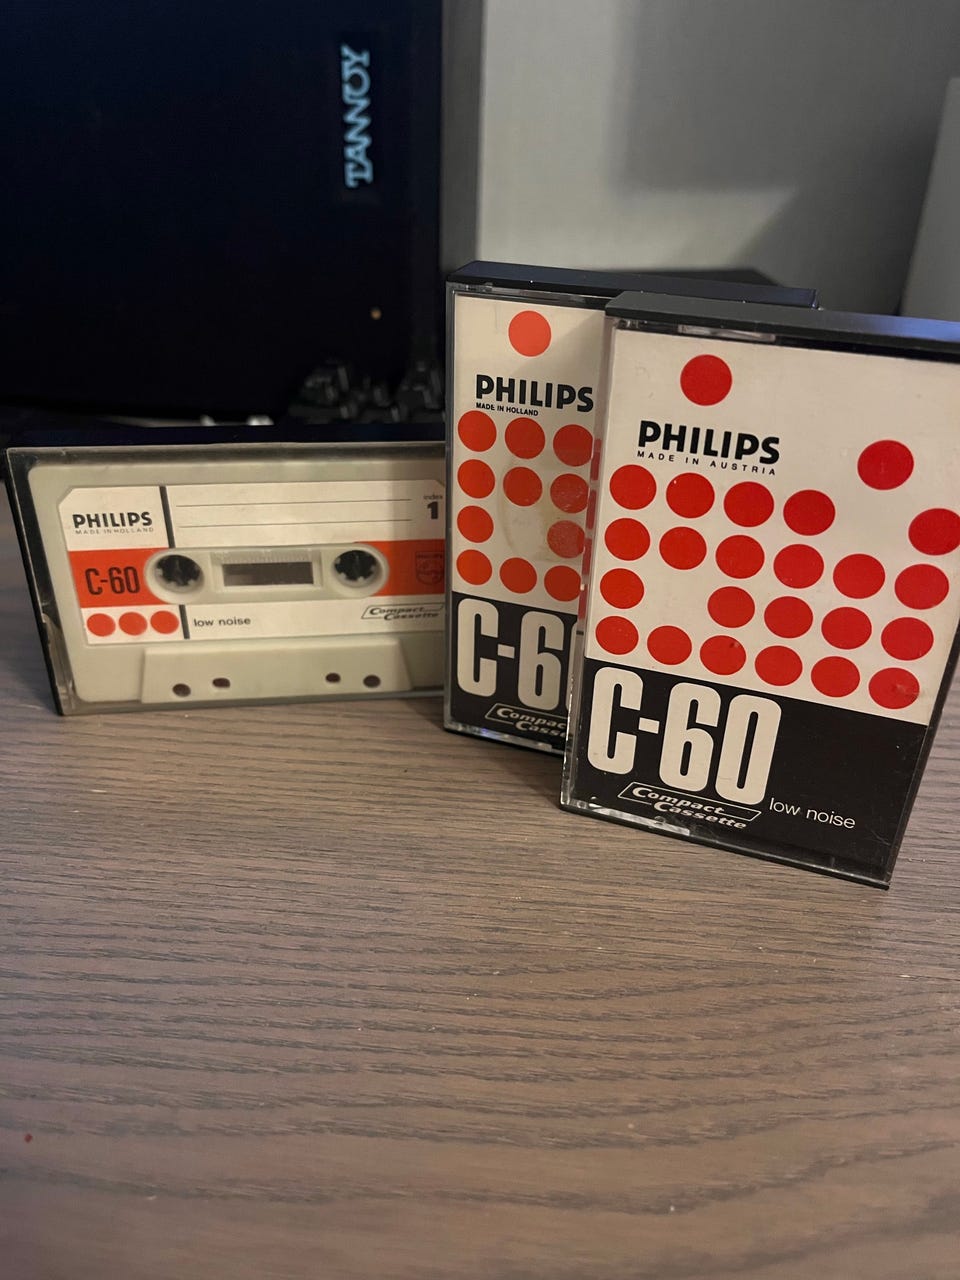 TANNOY
PHILIPS
MADE IN HOLLAND
index
1
C-60
low noise
Compact
Cassette
PHILIPS
MADE IN HOLLAND
C-60
Compact
Cassette
PHILIPS
MADE IN AUSTRIA
C-60
low noise
Compact
Cassette